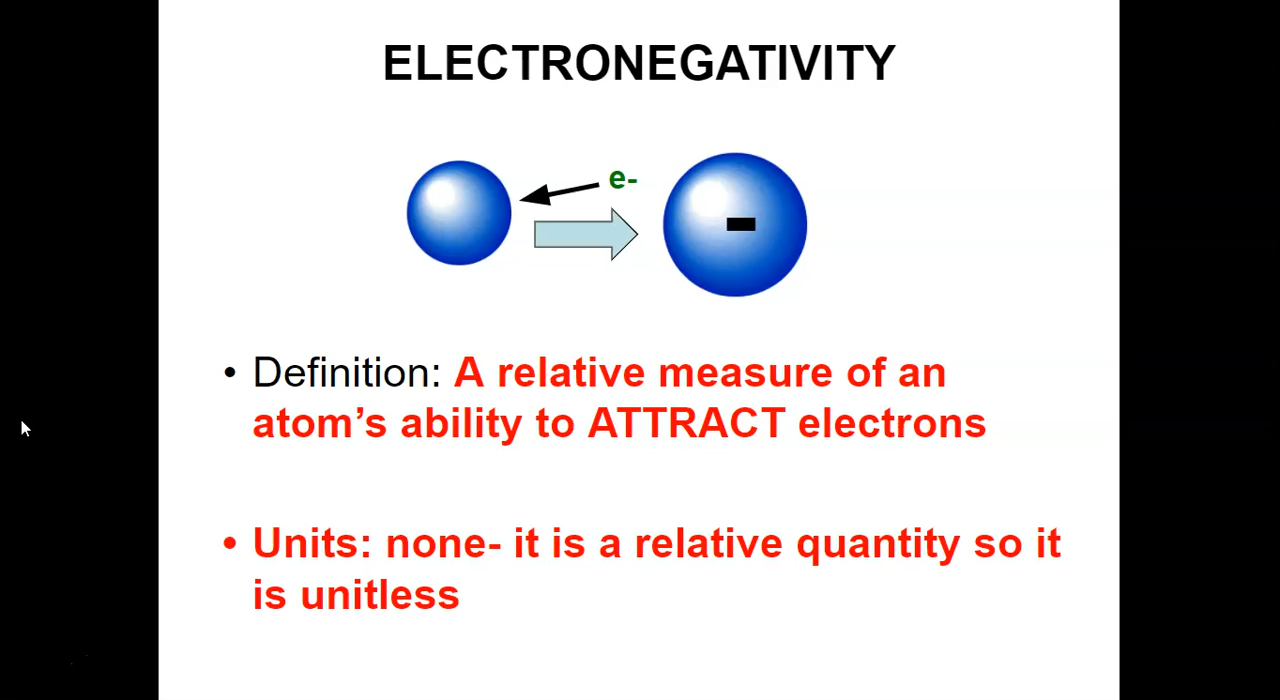 ELECTRONEGATIVITY
e-
-
• Definition: A relative measure of an
atom’s ability to ATTRACT electrons
• Units: none- it is a relative quantity so it
is unitless